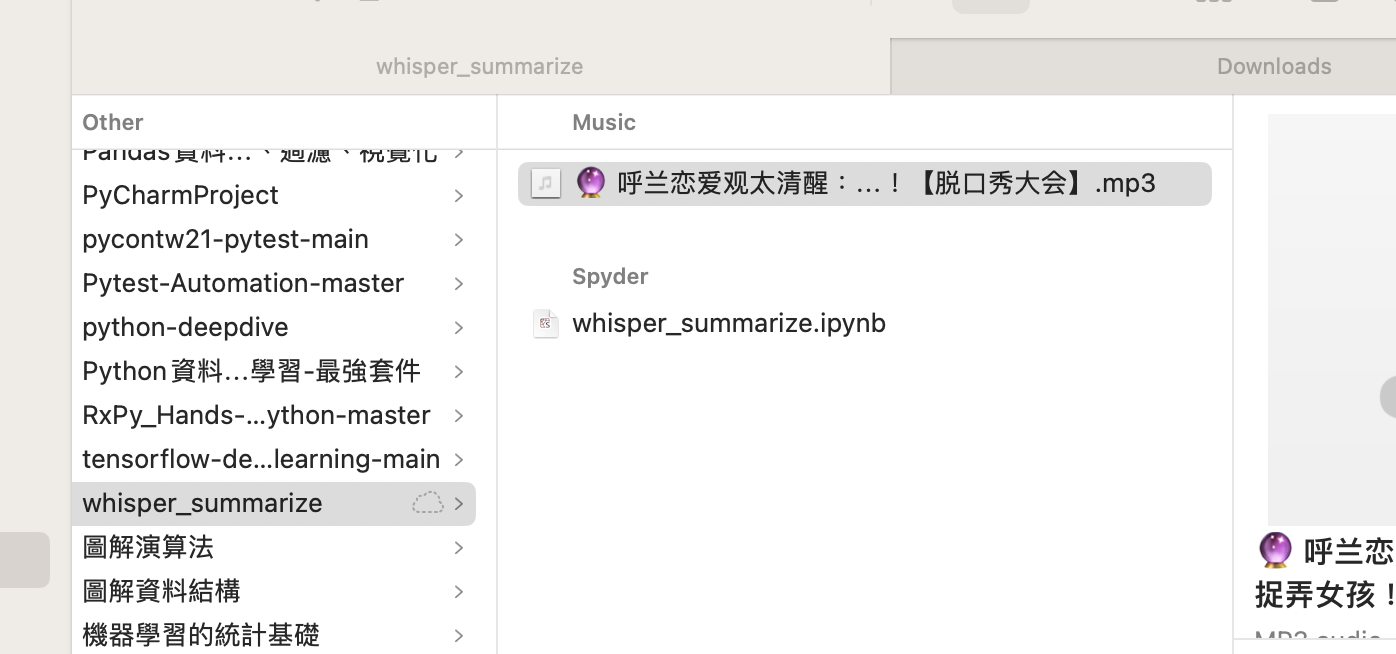 whisper_summarize
Downloads
Other
Pandas資料…、過濾、視覺化
PyCharmProject
pycontw21-pytest-main
Pytest-Automation-master
python-deepdive
Python資料…學習-最強套件
RxPy_Hands-...ython-master
tensorflow-de...learning-main
whisper_summarize
圖解演算法
圖解資料結構
機器學習的統計基礎
Music
🔮 呼兰恋爱观太清醒：…！【脱口秀大会】.mp3
Spyder
whisper_summarize.ipynb
🔮 呼兰恋
捉弄女孩！
MP3 audio